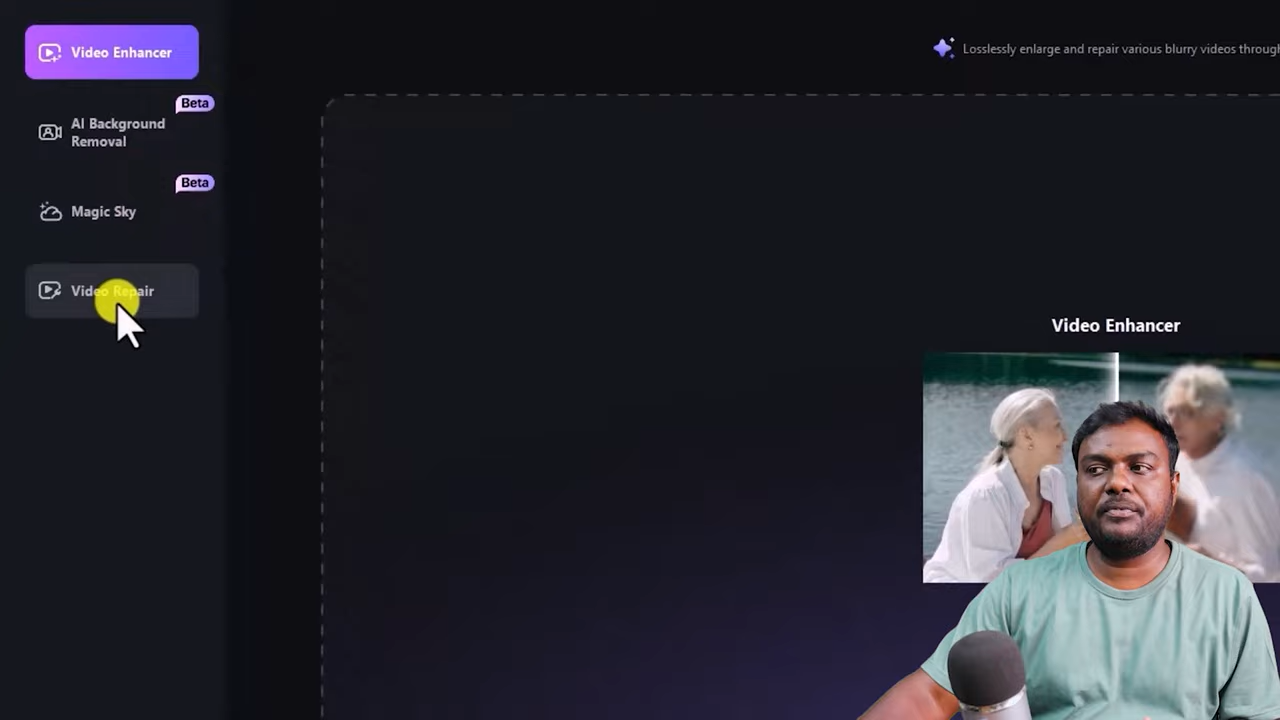 Video Enhancer
Beta
AI Background
Removal
Beta
Magic Sky
Video Repair
Losslessly enlarge and repair various blurry videos through
Video Enhancer